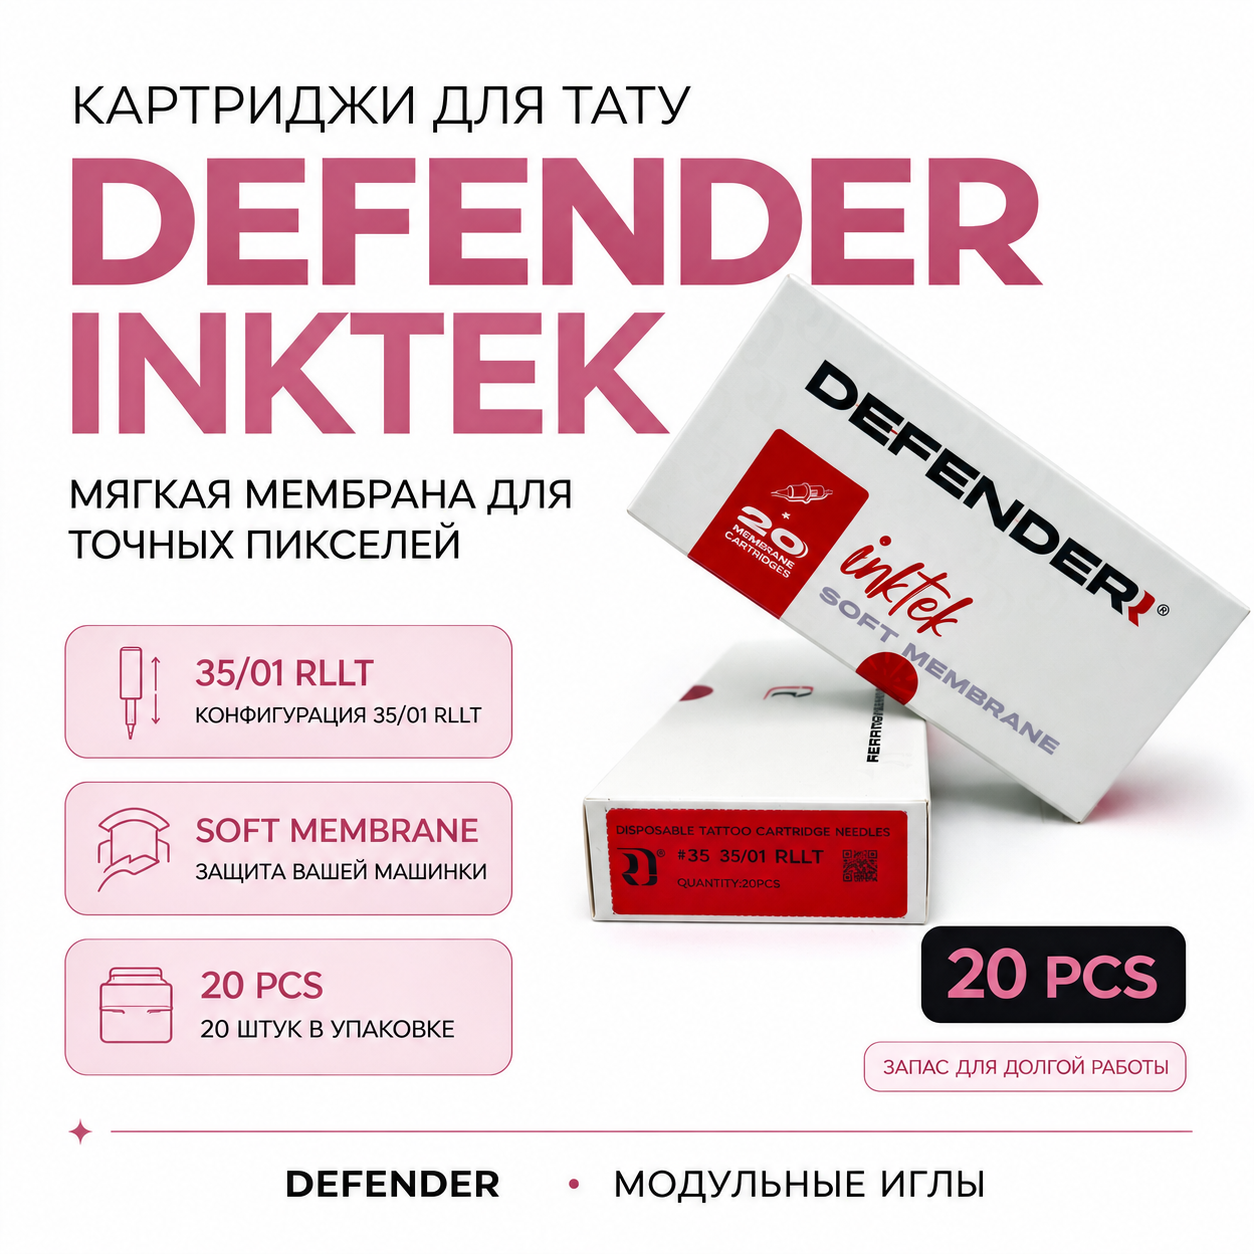 КАРТРИДЖИ ДЛЯ ТАТУ
DEFENDER
INKTEK
МЯГКАЯ МЕМБРАНА ДЛЯ
ТОЧНЫХ ПИКСЕЛЕЙ
35/01 RLLT
КОНФИГУРАЦИЯ 35/01 RLLT
SOFT MEMBRANE
ЗАЩИТА ВАШЕЙ МАШИНКИ
20 PCS
20 ШТУК В УПАКОВКЕ
DEFENDER®
20
MEMBRANE
CARTRIDGES
inktek
SOFT MEMBRANE
DISPOSABLE TATTOO CARTRIDGE NEEDLES
#35 35/01 RLLT
QUANTITY:20PCS
20 PCS
ЗАПАС ДЛЯ ДОЛГОЙ РАБОТЫ
DEFENDER • МОДУЛЬНЫЕ ИГЛЫ